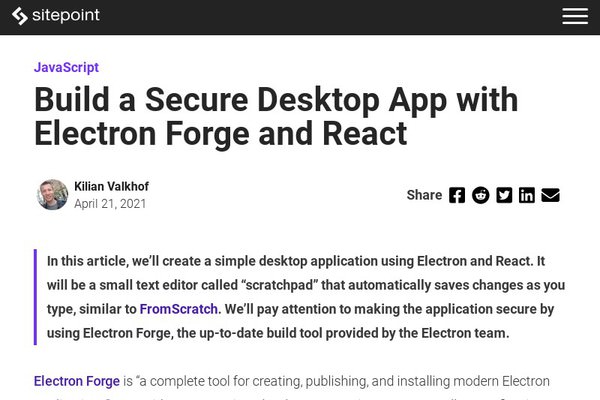 sitepoint
JavaScript
Build a Secure Desktop App with
Electron Forge and React
Kilian Valkhof
April 21, 2021
Share
In this article, we’ll create a simple desktop application using Electron and React. It
will be a small text editor called “scratchpad” that automatically saves changes as you
type, similar to FromScratch. We’ll pay attention to making the application secure by
using Electron Forge, the up-to-date build tool provided by the Electron team.
Electron Forge is “a complete tool for creating, publishing, and installing modern Electron